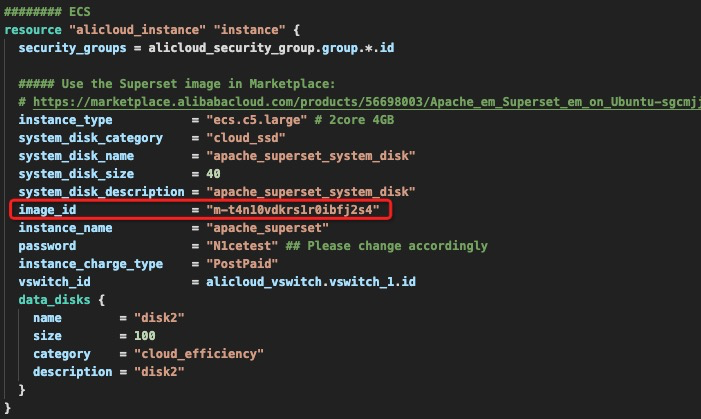 ######## ECS
resource "alicloud_instance" "instance" {
security_groups = alicloud_security_group.group.*.id
##### Use the Superset image in Marketplace:
# https://marketplace.alibabacloud.com/products/56698003/Apache_em_Superset_em_on_Ubuntu-sgcmjj
instance_type = "ecs.c5.large" # 2core 4GB
system_disk_category = "cloud_ssd"
system_disk_name = "apache_superset_system_disk"
system_disk_size = 40
system_disk_description = "apache_superset_system_disk"
image_id = "m-t4n10vdkrs1r0ibfj2s4"
instance_name = "apache_superset"
password = "N1cetest" ## Please change accordingly
instance_charge_type = "PostPaid"
vswitch_id = alicloud_vswitch.vswitch_1.id
data_disks {
name = "disk2"
size = 100
category = "cloud_efficiency"
description = "disk2"
}
}